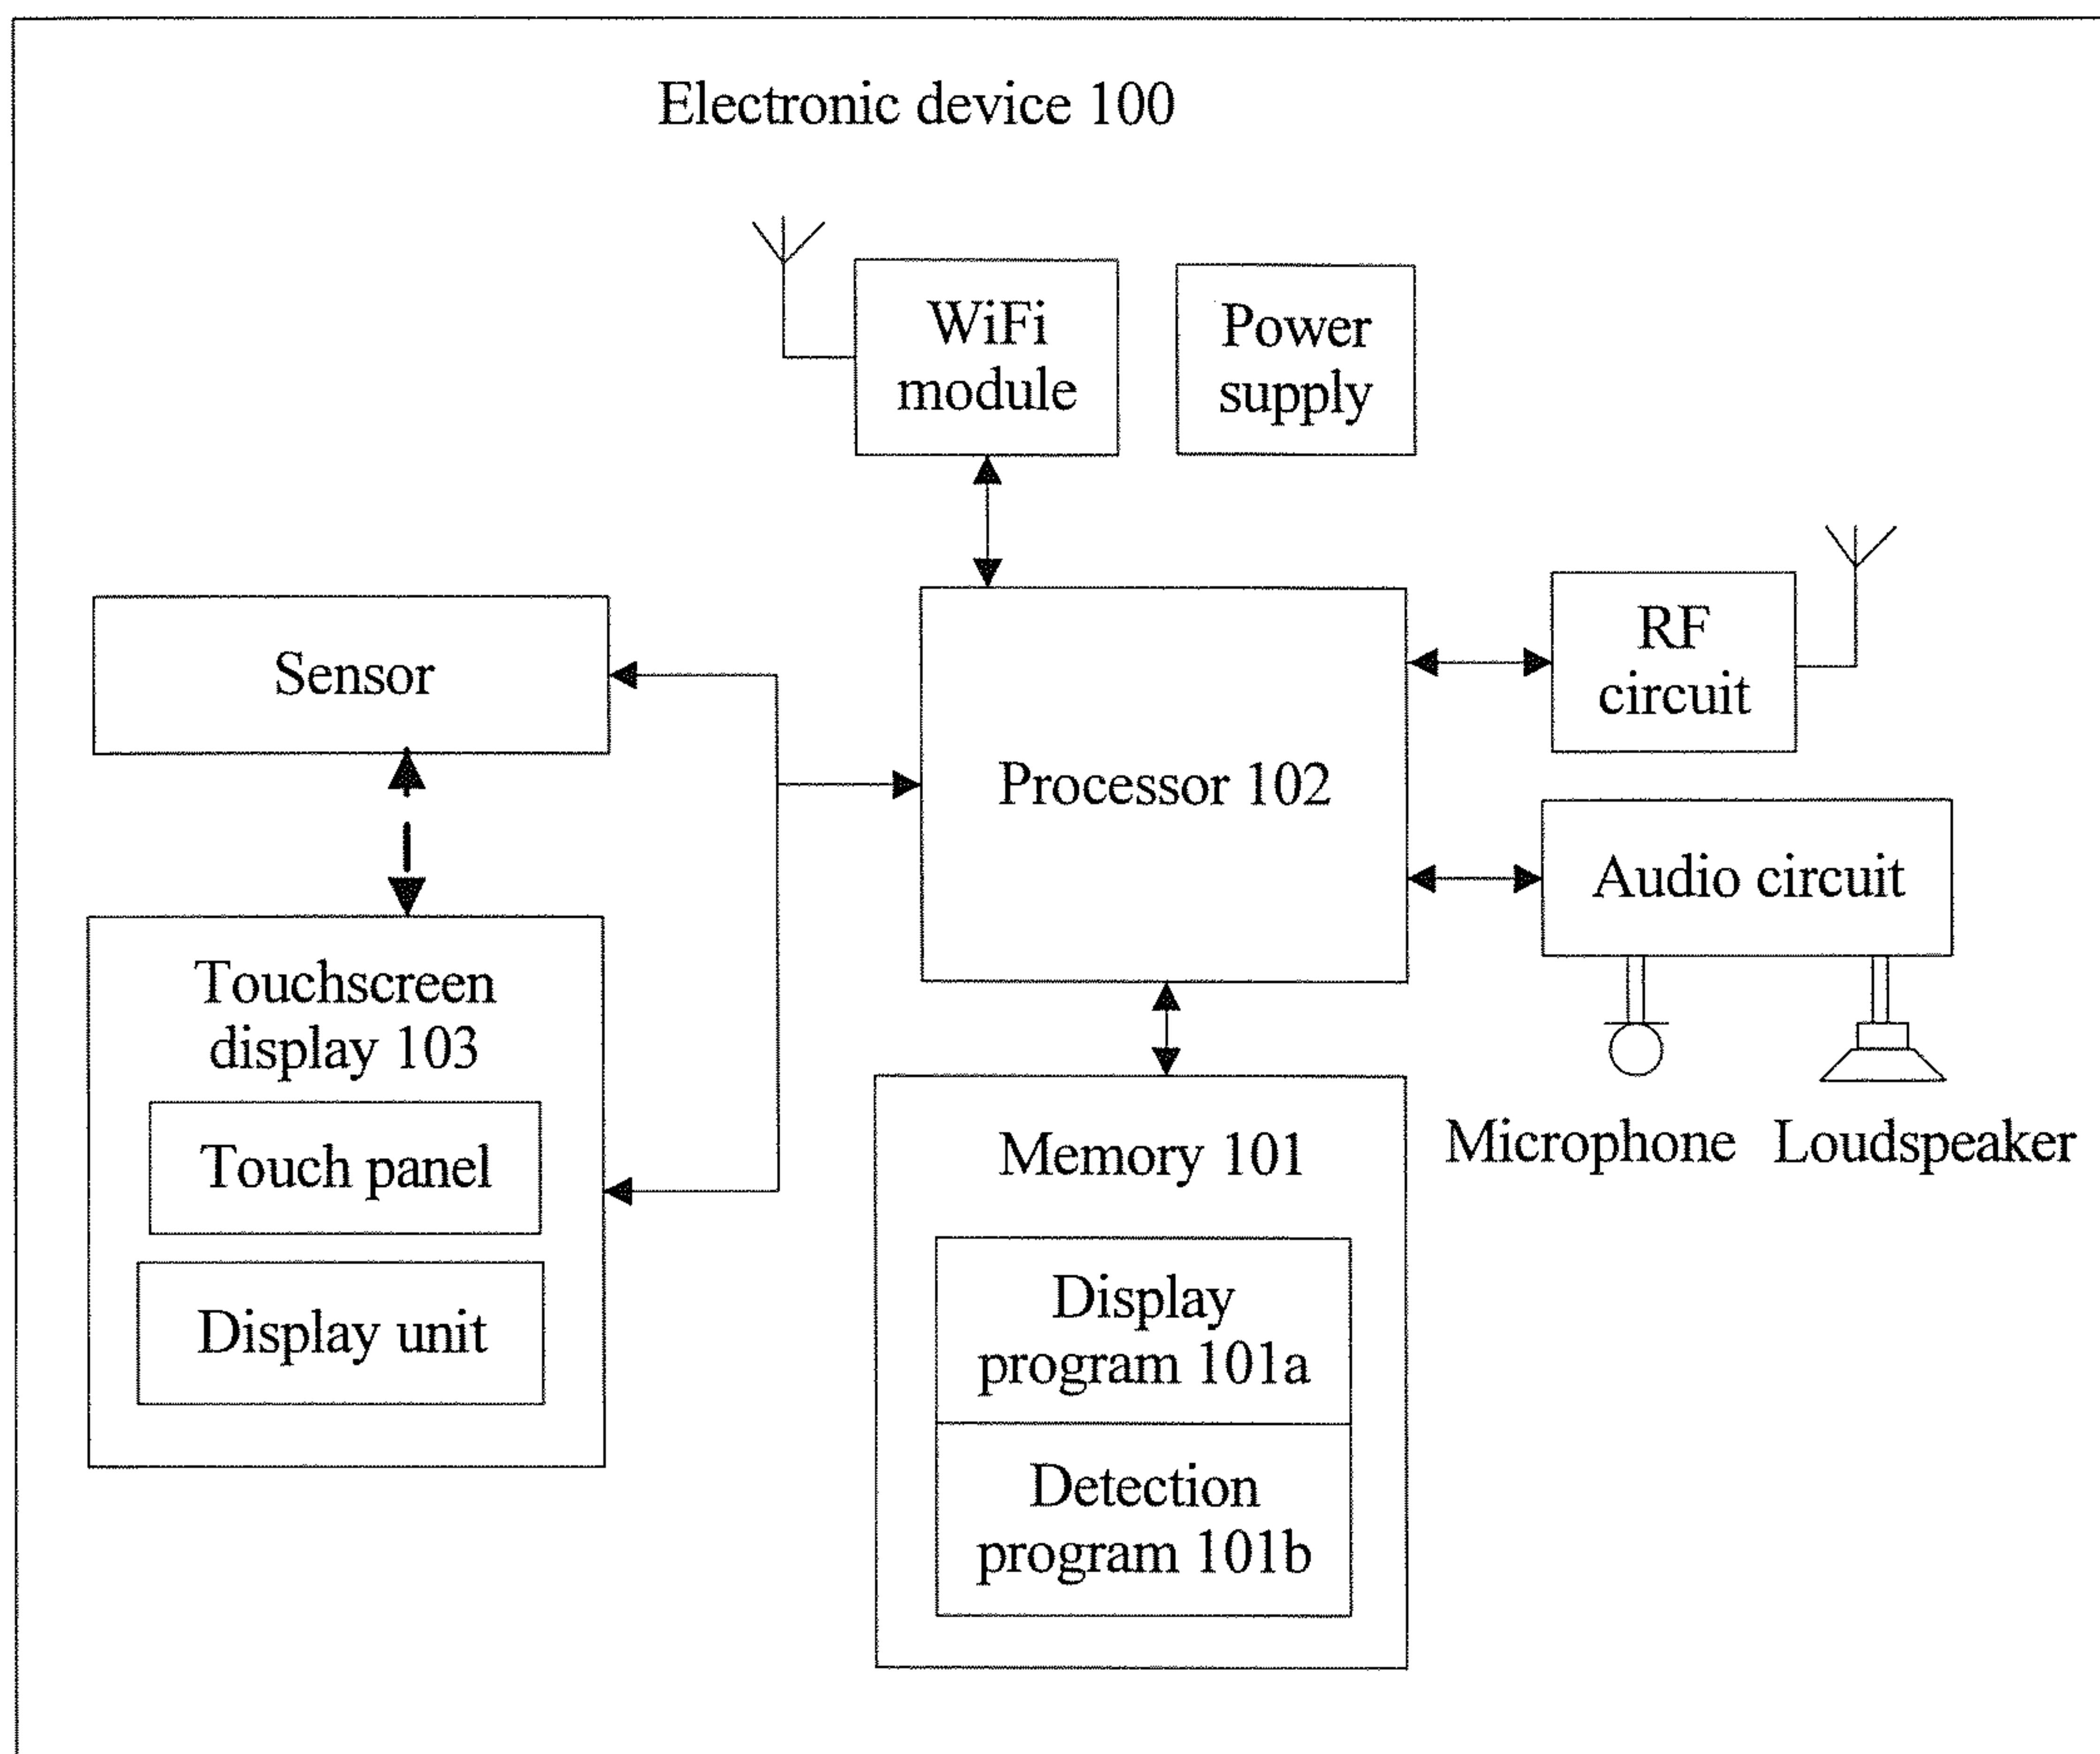 Electronic device 100
WiFi
module
Power
supply
Sensor
Processor 102
RF
circuit
Audio circuit
Touchscreen
display 103
Touch panel
Display unit
Microphone
Loudspeaker
Memory 101
Display
program 101a
Detection
program 101b